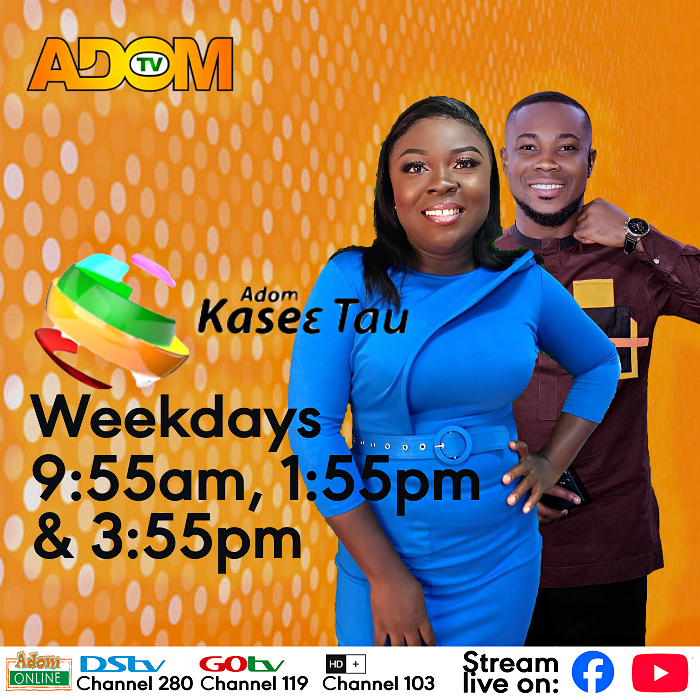 ADOM TV
Adom
Kaseɛ Tau
Weekdays
9:55am, 1:55pm
& 3:55pm
Adom
ONLINE
DStv
Channel 280
GOtv
Channel 119
HD+
Channel 103
Stream
live on: